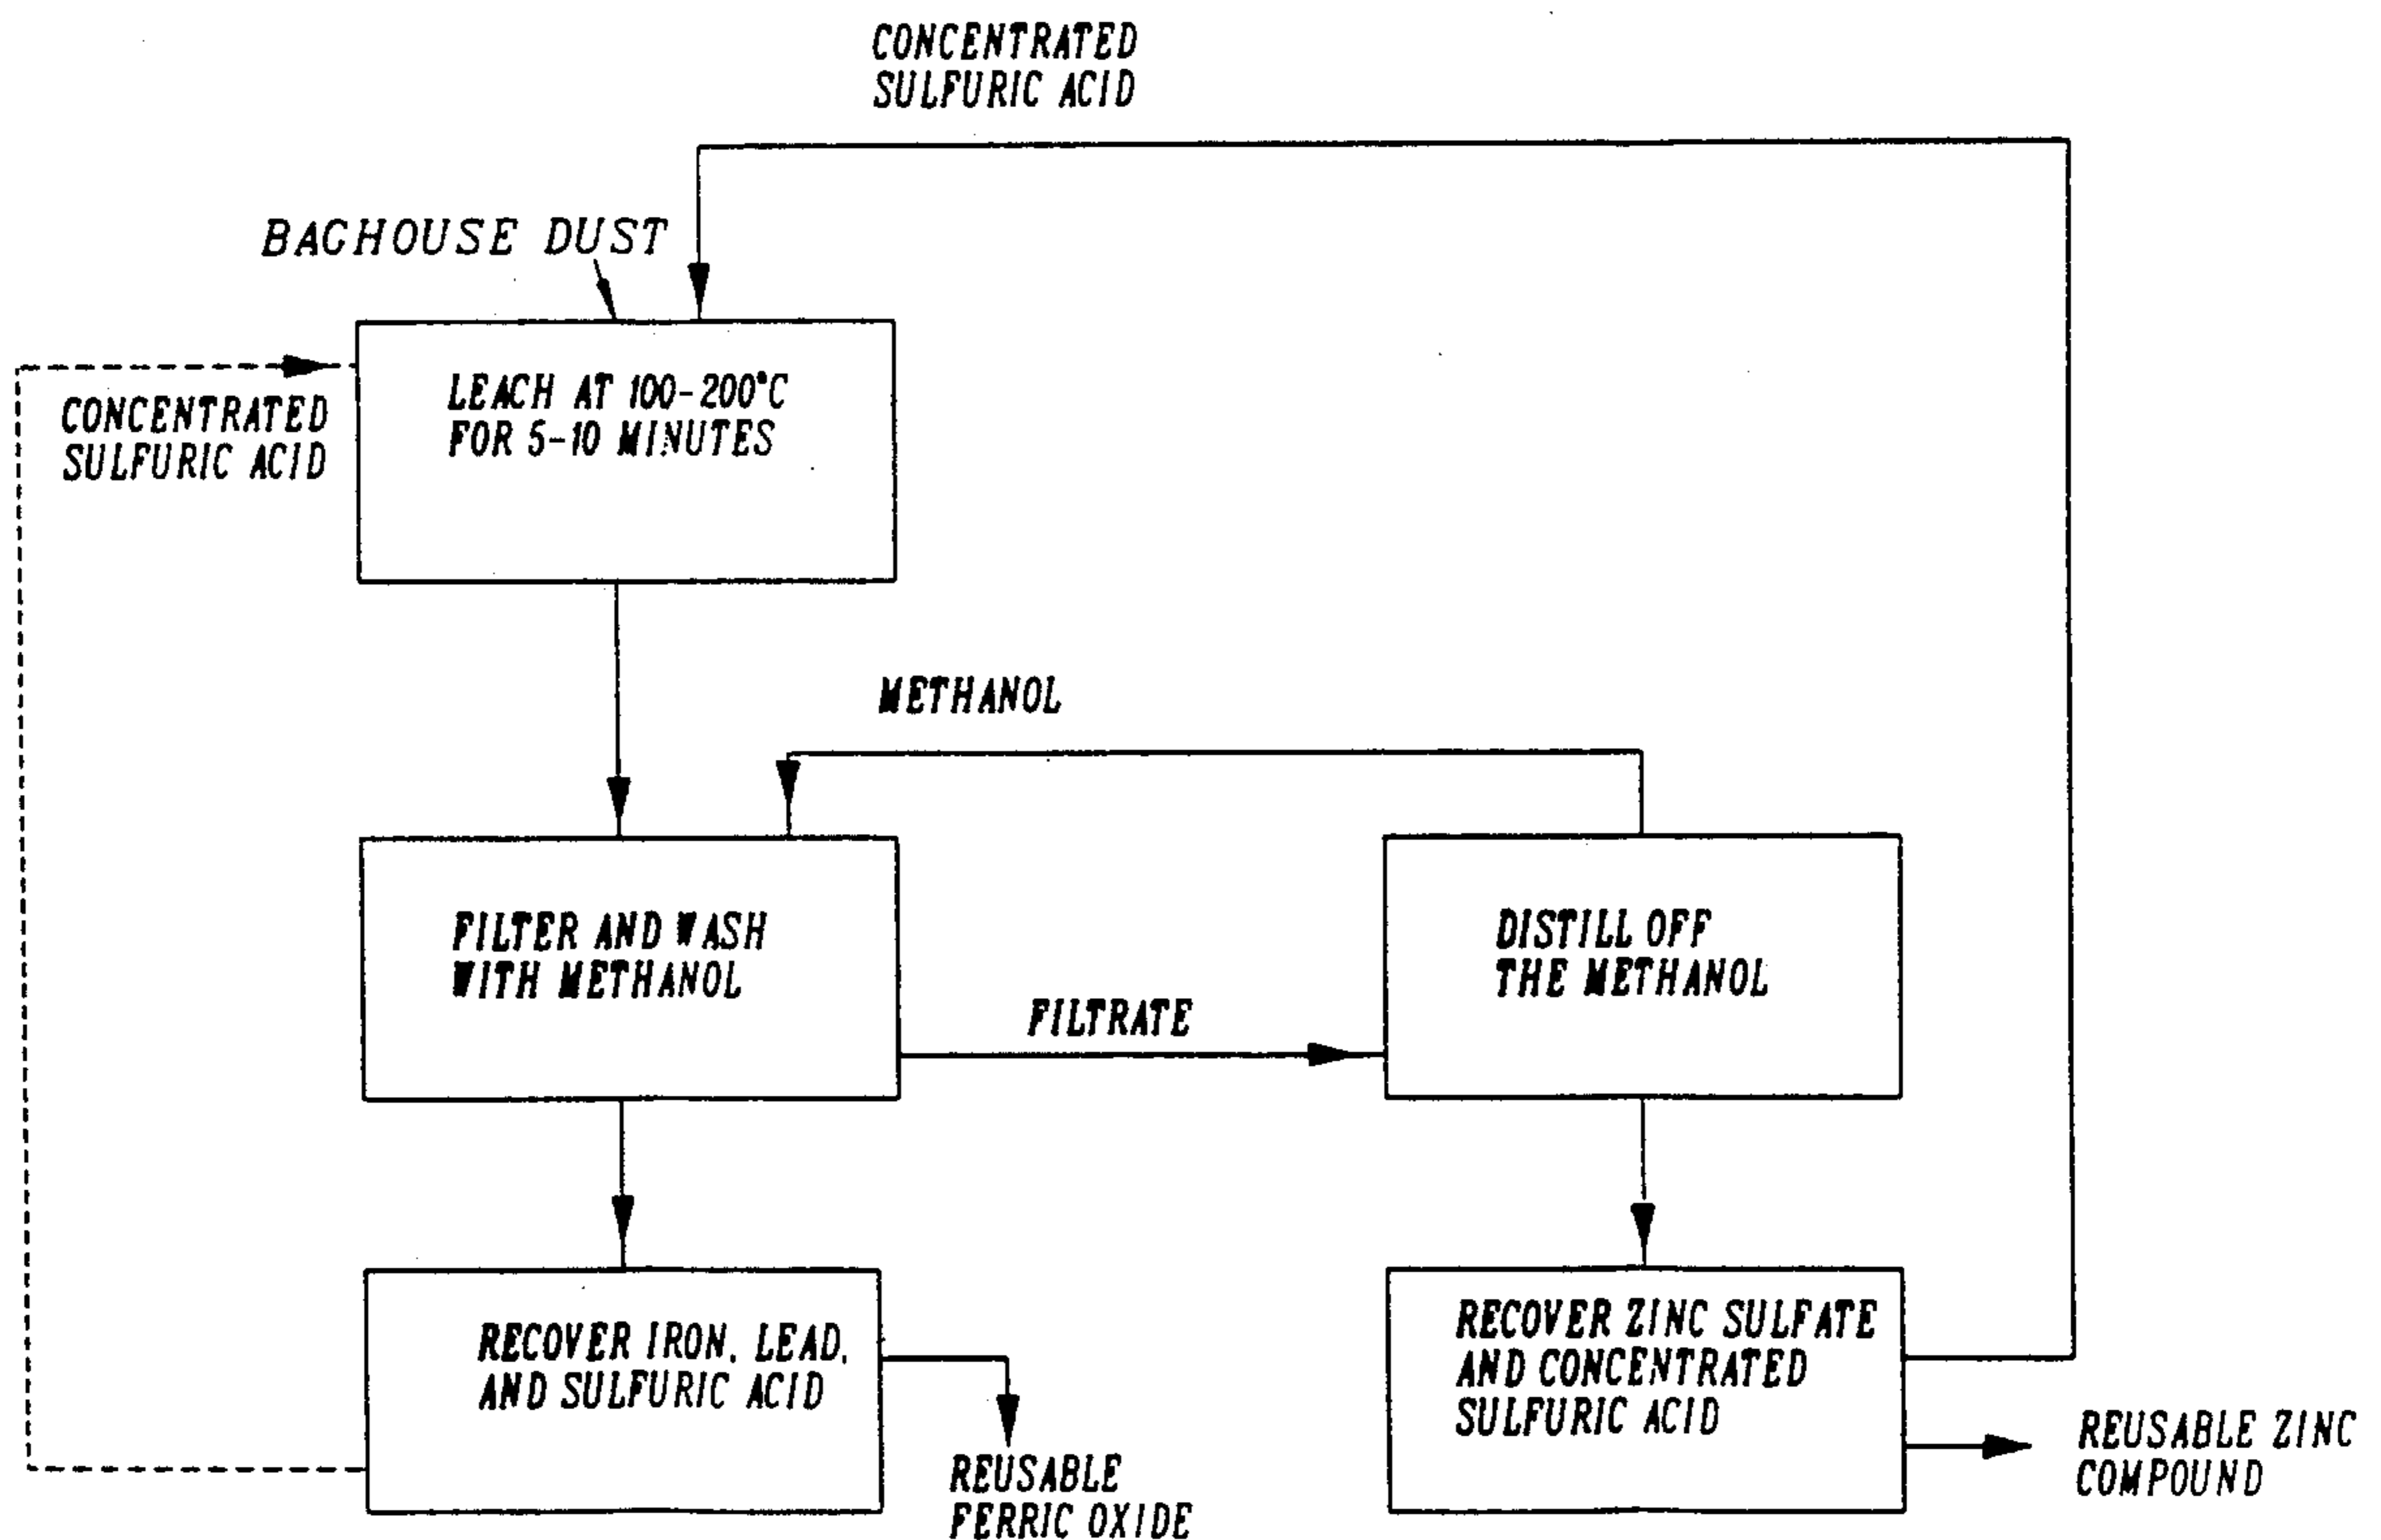 CONCENTRATED
SULFURIC ACID
BAGHOUSE DUST
LEACH AT 100-200°C
FOR 5-10 MINUTES
CONCENTRATED
SULFURIC ACID
METHANOL
FILTER AND WASH
WITH METHANOL
DISTILL OFF
THE METHANOL
FILTRATE
RECOVER IRON, LEAD,
AND SULFURIC ACID
RECOVER ZINC SULFATE
AND CONCENTRATED
SULFURIC ACID
REUSABLE
FERRIC OXIDE
REUSABLE ZINC
COMPOUND